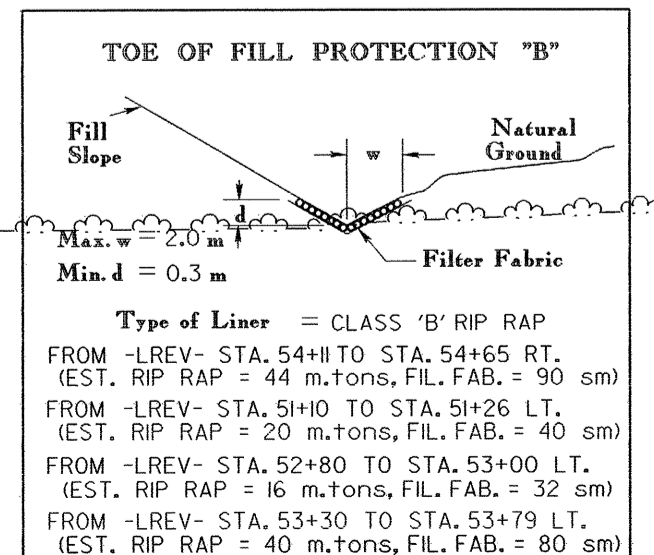 TOE OF FILL PROTECTION "B"
Fill
Slope
Natural
Ground
w
d
Max. w = 2.0 m
Min. d = 0.3 m
Filter Fabric
Type of Liner = CLASS 'B' RIP RAP
FROM -LREV- STA. 54+11 TO STA. 54+65 RT.
(EST. RIP RAP = 44 m.tons, FIL. FAB. = 90 sm)
FROM -LREV- STA. 51+10 TO STA. 51+26 LT.
(EST. RIP RAP = 20 m.tons, FIL. FAB. = 40 sm)
FROM -LREV- STA. 52+80 TO STA. 53+00 LT.
(EST. RIP RAP = 16 m.tons, FIL. FAB. = 32 sm)
FROM -LREV- STA. 53+30 TO STA. 53+79 LT.
(EST. RIP RAP = 40 m.tons, FIL. FAB. = 80 sm)